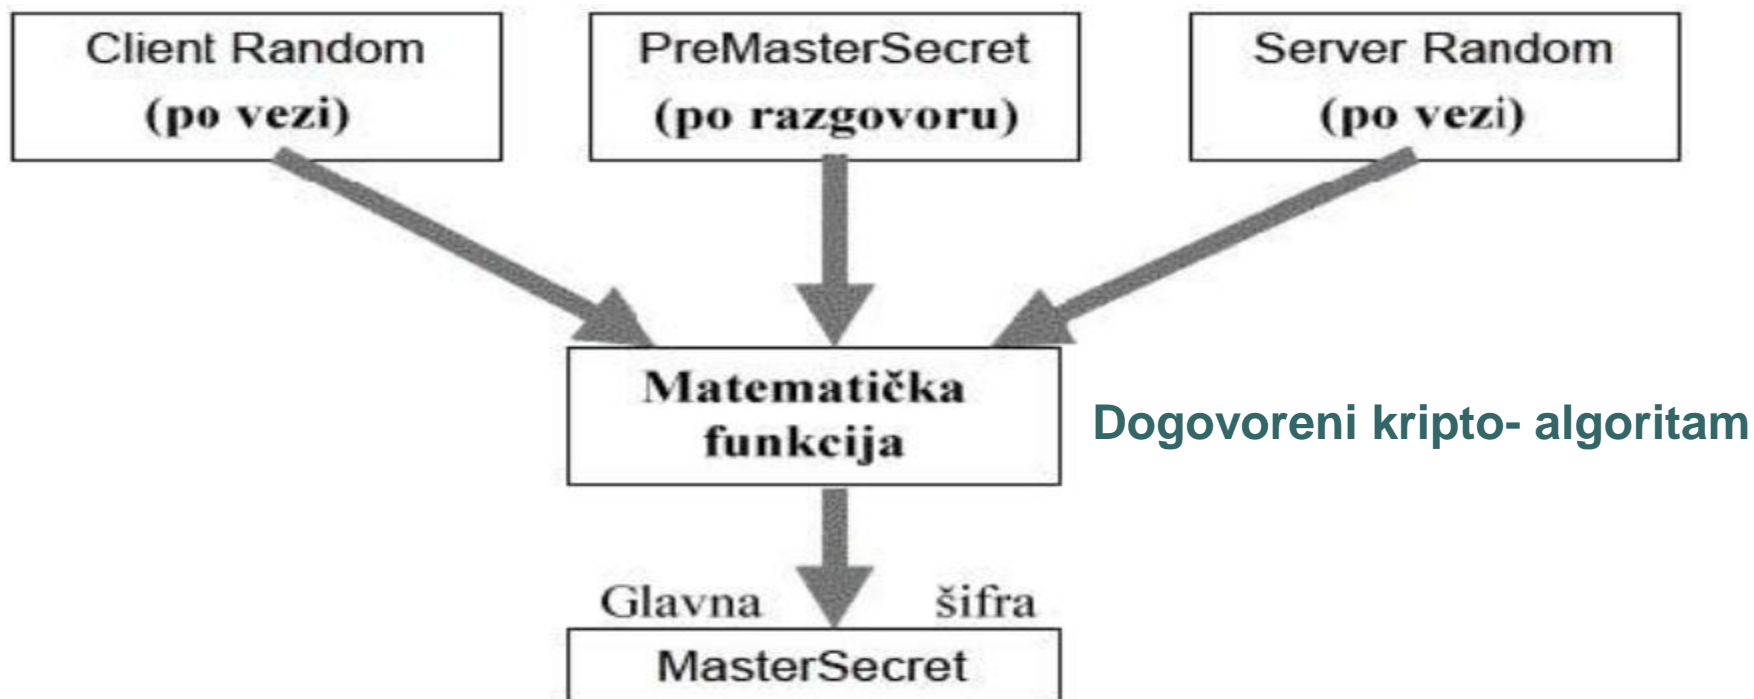 Client Random
(po vezi)
PreMasterSecret
(po razgovoru)
Server Random
(po vezi)
Matematička
funkcija
Dogovoreni kripto- algoritam
Glavna šifra
MasterSecret